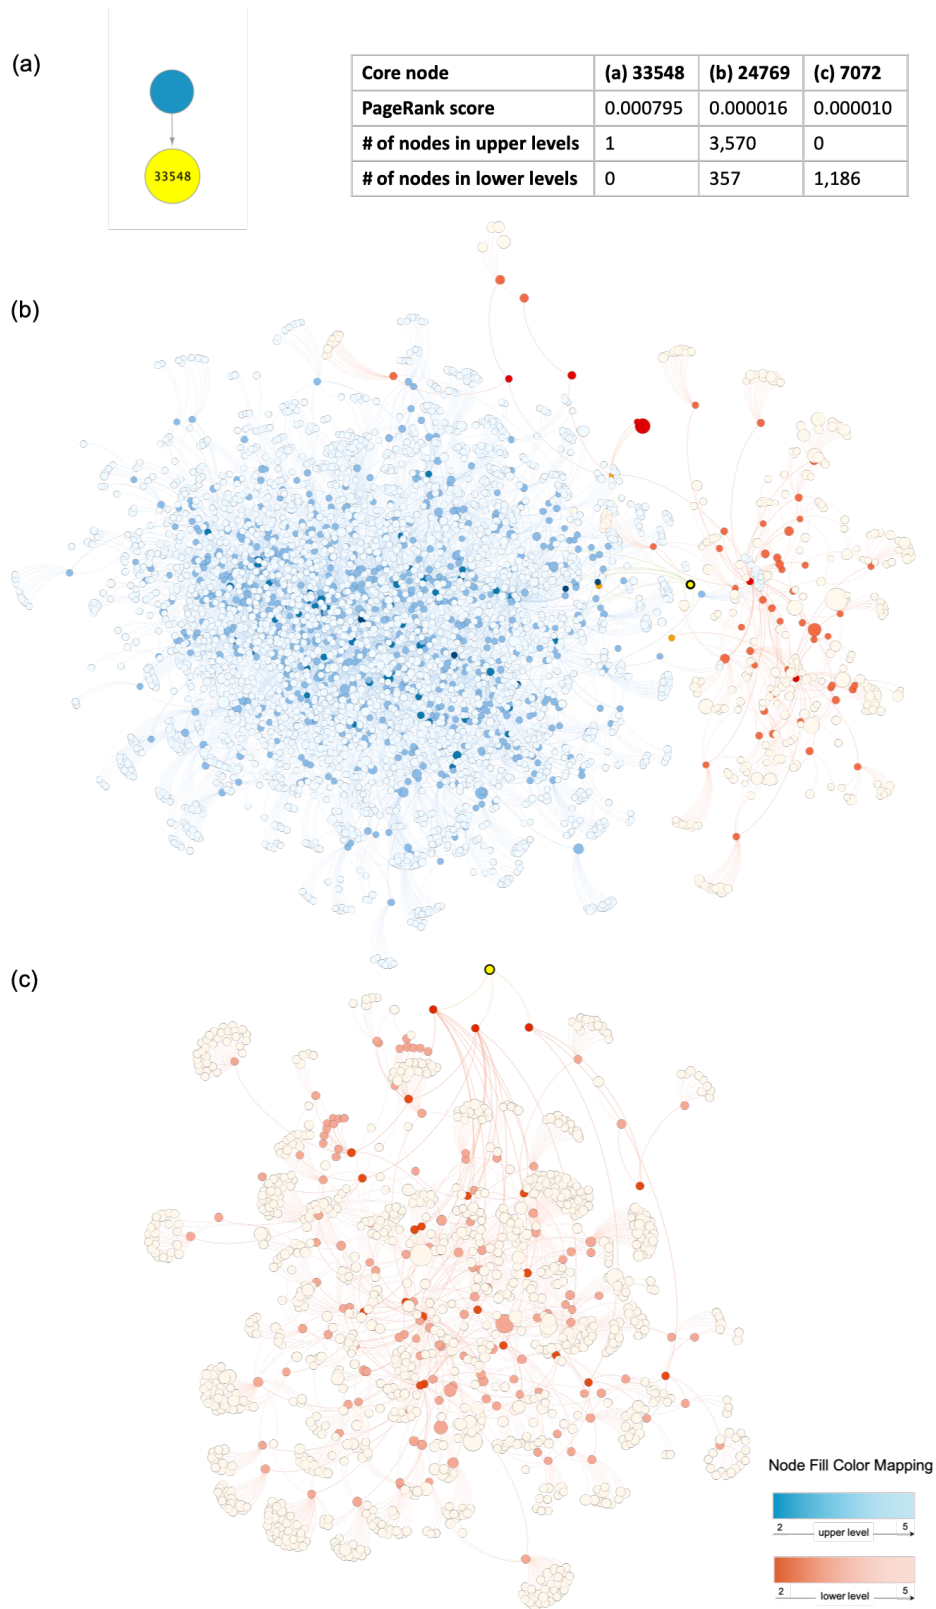 (a)
33548
Core node (a) 33548 (b) 24769 (c) 7072
PageRank score 0.000795 0.000016 0.000010
# of nodes in upper levels 1 3,570 0
# of nodes in lower levels 0 357 1,186
(b)
(c)
Node Fill Color Mapping
2 upper level 5
2 lower level 5